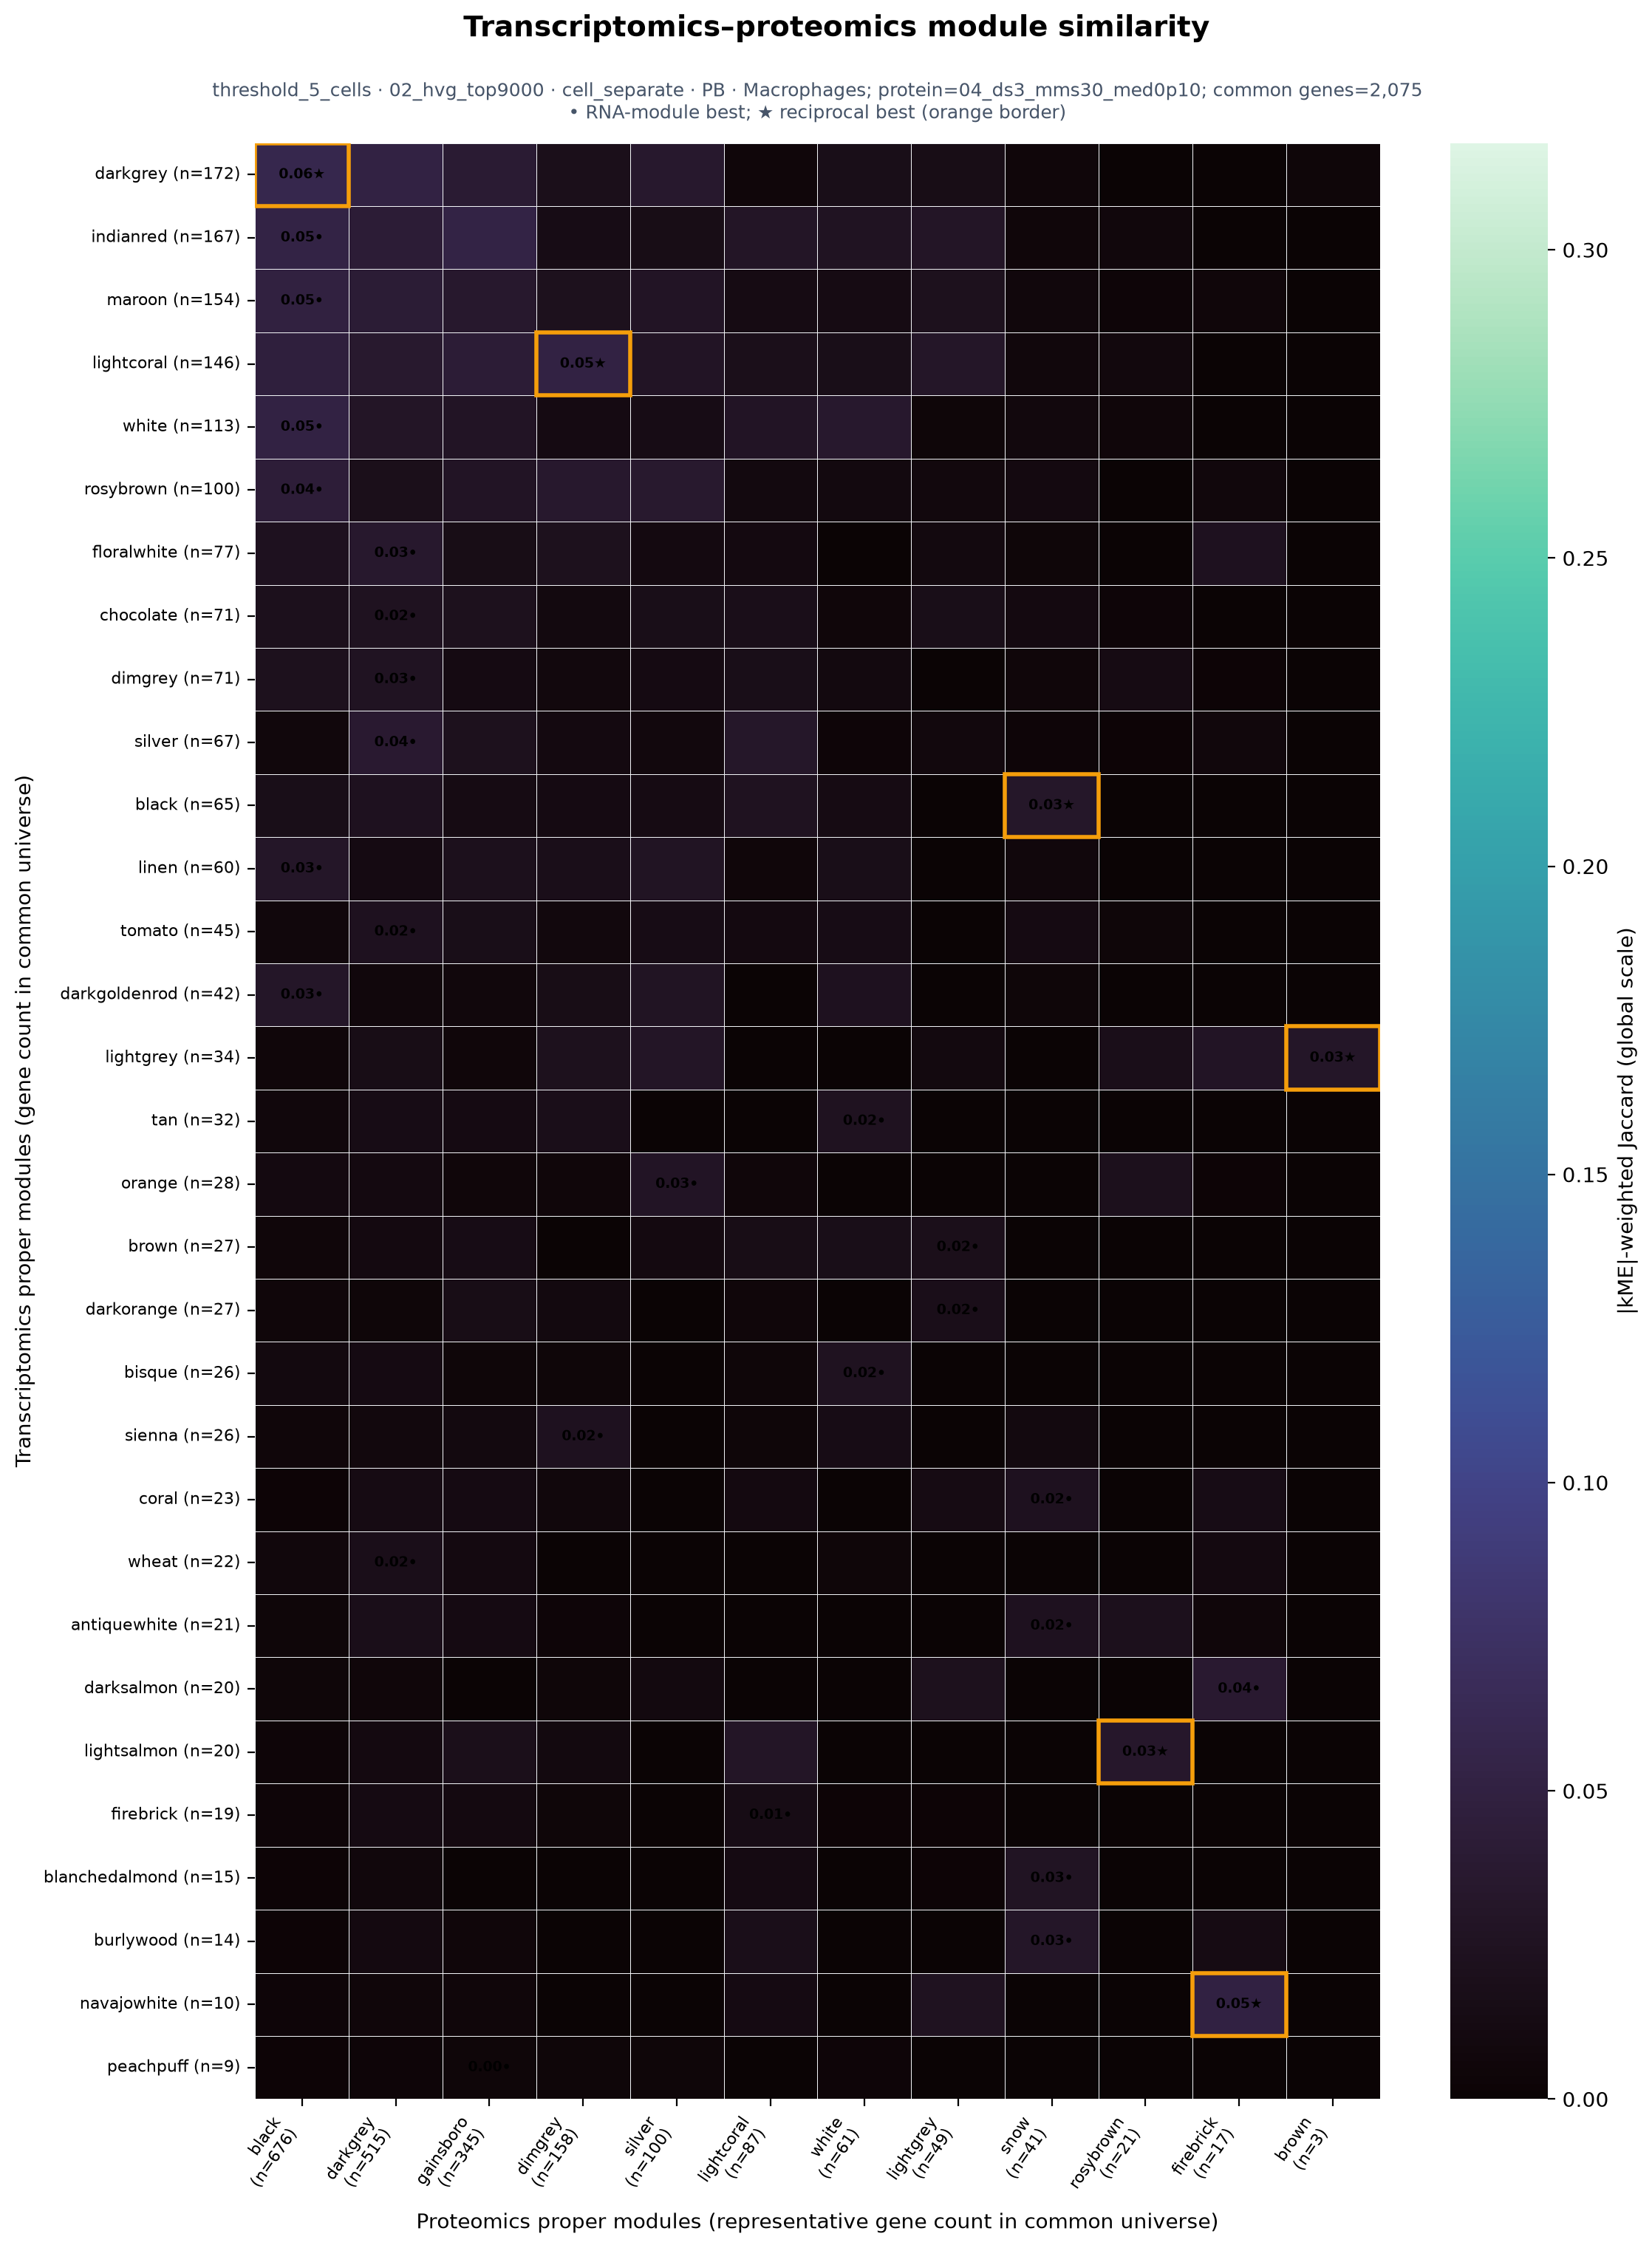 Transcriptomics–proteomics module similarity
threshold_5_cells · 02_hvg_top9000 · cell_separate · PB · Macrophages; protein=04_ds3_mms30_med0p10; common genes=2,075
• RNA-module best; ★ reciprocal best (orange border)
Transcriptomics proper modules (gene count in common universe)
darkgrey (n=172)
0.06★
indianred (n=167)
0.05•
maroon (n=154)
0.05•
lightcoral (n=146)
0.05★
white (n=113)
0.05•
rosybrown (n=100)
0.04•
floralwhite (n=77)
0.03•
chocolate (n=71)
0.02•
dimgrey (n=71)
0.03•
silver (n=67)
0.04•
black (n=65)
0.03★
linen (n=60)
0.03•
tomato (n=45)
0.02•
darkgoldenrod (n=42)
0.03•
lightgrey (n=34)
0.03★
tan (n=32)
0.02•
orange (n=28)
0.03•
brown (n=27)
0.02•
darkorange (n=27)
0.02•
bisque (n=26)
0.02•
sienna (n=26)
0.02•
coral (n=23)
0.02•
wheat (n=22)
0.02•
antiquewhite (n=21)
0.02•
darksalmon (n=20)
0.04•
lightsalmon (n=20)
0.03★
firebrick (n=19)
0.01•
blanchedalmond (n=15)
0.03•
burlywood (n=14)
0.03•
navajowhite (n=10)
0.05★
peachpuff (n=9)
0.00•
black
(n=676)
darkgrey
(n=515)
gainsboro
(n=345)
dimgrey
(n=158)
silver
(n=100)
lightcoral
(n=87)
white
(n=61)
lightgrey
(n=49)
snow
(n=41)
rosybrown
(n=21)
firebrick
(n=17)
brown
(n=3)
Proteomics proper modules (representative gene count in common universe)
0.30
0.25
0.20
0.15
0.10
0.05
0.00
|kME|-weighted Jaccard (global scale)